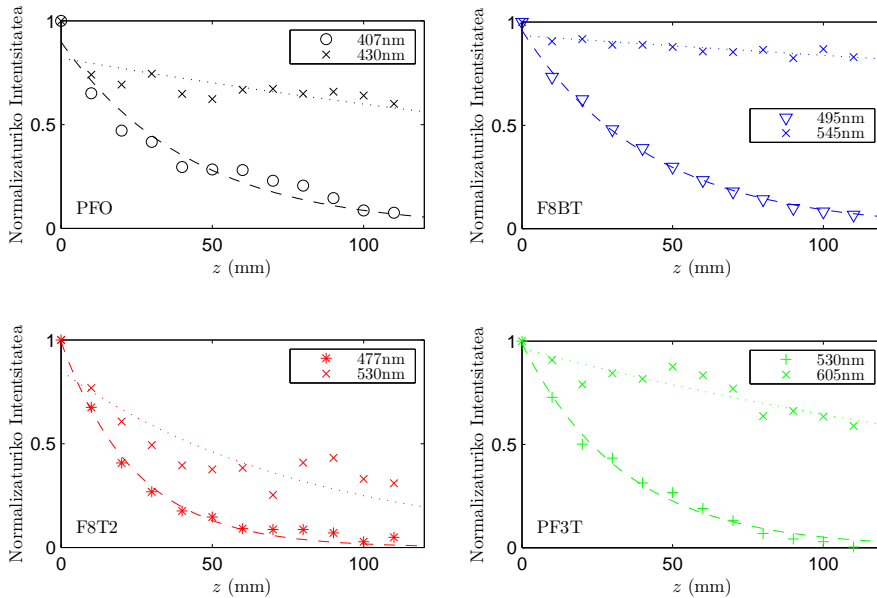 Normalizaturiko Intentsitatea
1
0.5
0
407nm
430nm
PFO
0 50 100
z (mm)
Normalizaturiko Intentsitatea
1
0.5
0
495nm
545nm
F8BT
0 50 100
z (mm)
Normalizaturiko Intentsitatea
1
0.5
0
477nm
530nm
F8T2
0 50 100
z (mm)
Normalizaturiko Intentsitatea
1
0.5
0
530nm
605nm
PF3T
0 50 100
z (mm)